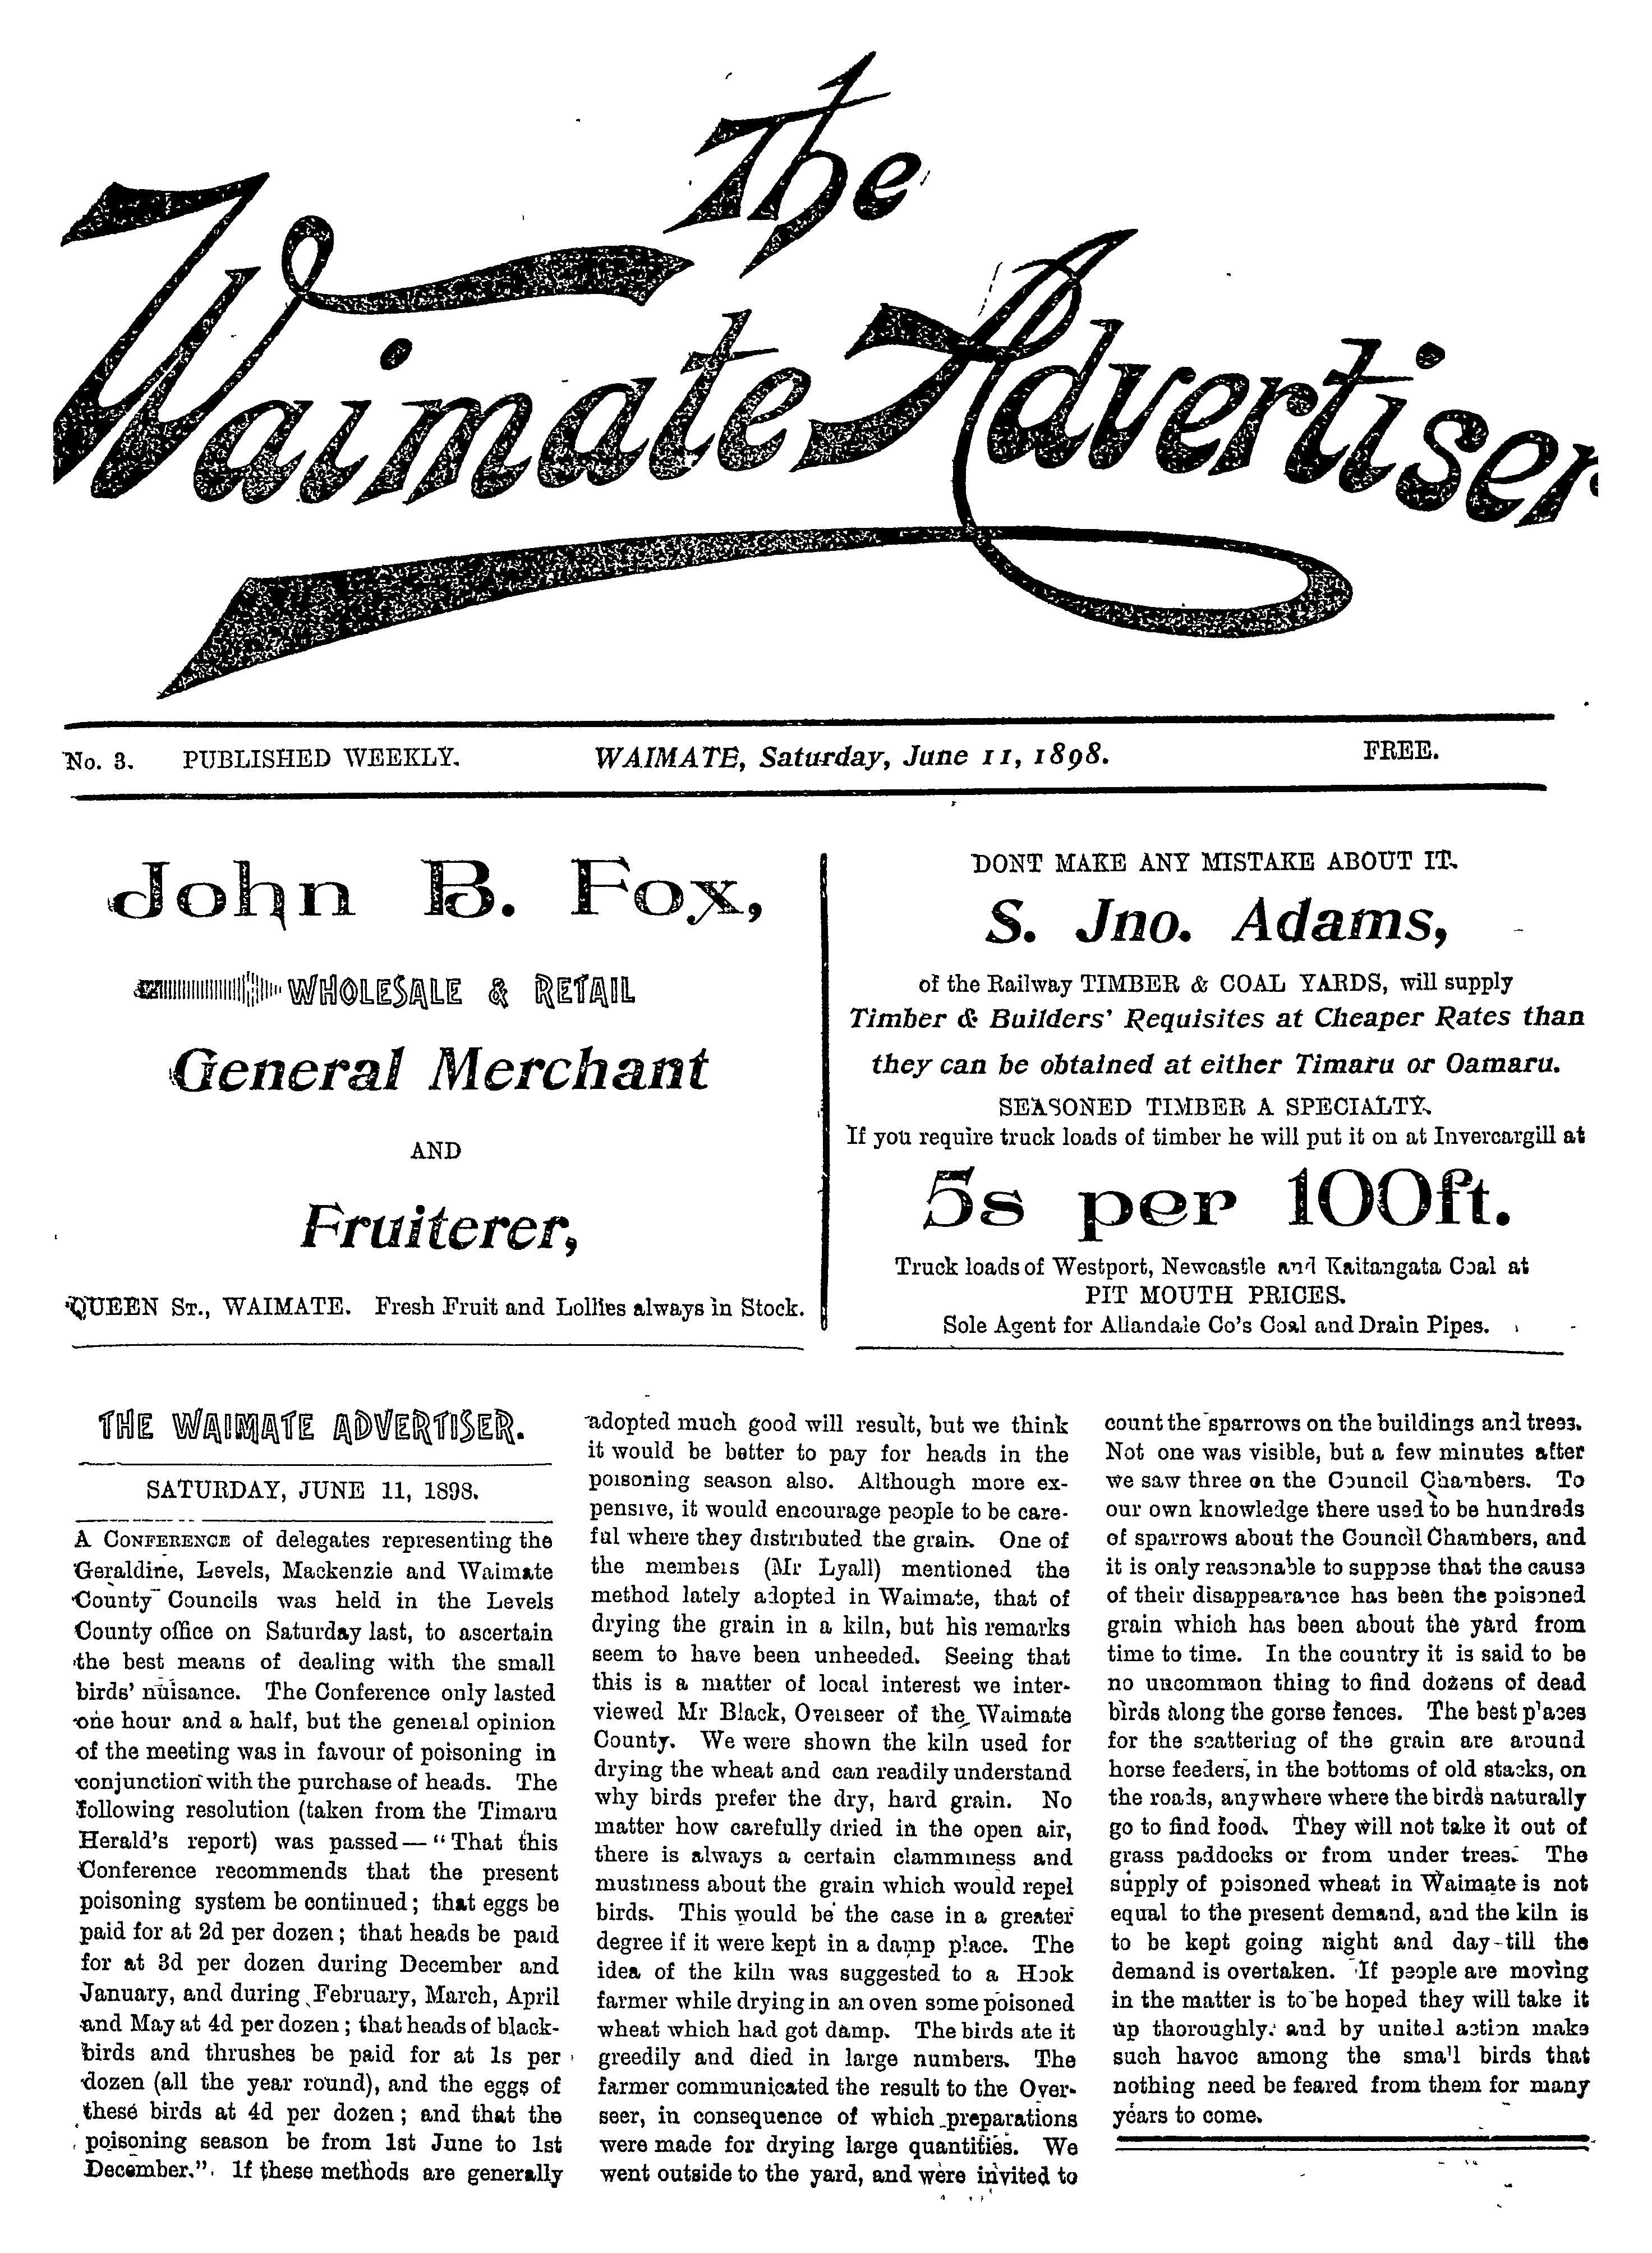 The
Waimate Advertiser
No. 3. PUBLISHED WEEKLY. WAIMATE, Saturday, June 11, 1898. FREE.
John B. Fox,
WHOLESALE & RETAIL
General Merchant
AND
Fruiterer,
QUEEN ST., WAIMATE. Fresh Fruit and Lollies always in Stock.
DONT MAKE ANY MISTAKE ABOUT IT.
S. Jno. Adams,
of the Railway TIMBER & COAL YARDS, will supply
Timber & Builders' Requisites at Cheaper Rates than
they can be obtained at either Timaru or Oamaru.
SEASONED TIMBER A SPECIALTY.
If you require truck loads of timber he will put it on at Invercargill at
5s per 100ft.
Truck loads of Westport, Newcastle and Kaitangata Coal at
PIT MOUTH PRICES.
Sole Agent for Allandale Co's Coal and Drain Pipes.
THE WAIMATE ADVERTISER.
SATURDAY, JUNE 11, 1898.
A CONFERENCE of delegates representing the
Geraldine, Levels, Mackenzie and Waimate
County Councils was held in the Levels
County office on Saturday last, to ascertain
the best means of dealing with the small
birds' nuisance. The Conference only lasted
one hour and a half, but the general opinion
of the meeting was in favour of poisoning in
conjunction with the purchase of heads. The
following resolution (taken from the Timaru
Herald's report) was passed—"That this
Conference recommends that the present
poisoning system be continued; that eggs be
paid for at 2d per dozen; that heads be paid
for at 3d per dozen during December and
January, and during February, March, April
and May at 4d per dozen; that heads of black-
birds and thrushes be paid for at 1s per
dozen (all the year round), and the eggs of
these birds at 4d per dozen; and that the
poisoning season be from 1st June to 1st
December." If these methods are generally
adopted much good will result, but we think
it would be better to pay for heads in the
poisoning season also. Although more ex-
pensive, it would encourage people to be care-
ful where they distributed the grain. One of
the members (Mr Lyall) mentioned the
method lately adopted in Waimate, that of
drying the grain in a kiln, but his remarks
seem to have been unheeded. Seeing that
this is a matter of local interest we inter-
viewed Mr Black, Overseer of the Waimate
County. We were shown the kiln used for
drying the wheat and can readily understand
why birds prefer the dry, hard grain. No
matter how carefully dried in the open air,
there is always a certain clamminess and
mustiness about the grain which would repel
birds. This would be the case in a greater
degree if it were kept in a damp place. The
idea of the kiln was suggested to a Hook
farmer while drying in an oven some poisoned
wheat which had got damp. The birds ate it
greedily and died in large numbers. The
farmer communicated the result to the Over-
seer, in consequence of which preparations
were made for drying large quantities. We
went outside to the yard, and were invited to
count the sparrows on the buildings and trees.
Not one was visible, but a few minutes after
we saw three on the Council Chambers. To
our own knowledge there used to be hundreds
of sparrows about the Council Chambers, and
it is only reasonable to suppose that the cause
of their disappearance has been the poisoned
grain which has been about the yard from
time to time. In the country it is said to be
no uncommon thing to find dozens of dead
birds along the gorse fences. The best places
for the scattering of the grain are around
horse feeders, in the bottoms of old stacks, on
the roads, anywhere where the birds naturally
go to find food. They will not take it out of
grass paddocks or from under trees. The
supply of poisoned wheat in Waimate is not
equal to the present demand, and the kiln is
to be kept going night and day till the
demand is overtaken. If people are moving
in the matter is to be hoped they will take it
up thoroughly. and by united action make
such havoc among the small birds that
nothing need be feared from them for many
years to come.